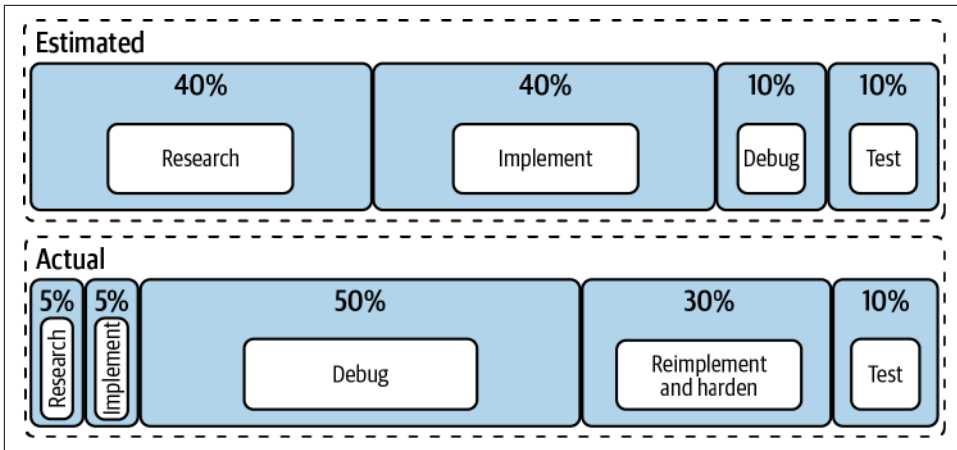 Estimated
40%
40%
10%
10%
Research
Implement
Debug
Test
Actual
5%
5%
50%
30%
10%
Research
Implement
Debug
Reimplement
and harden
Test